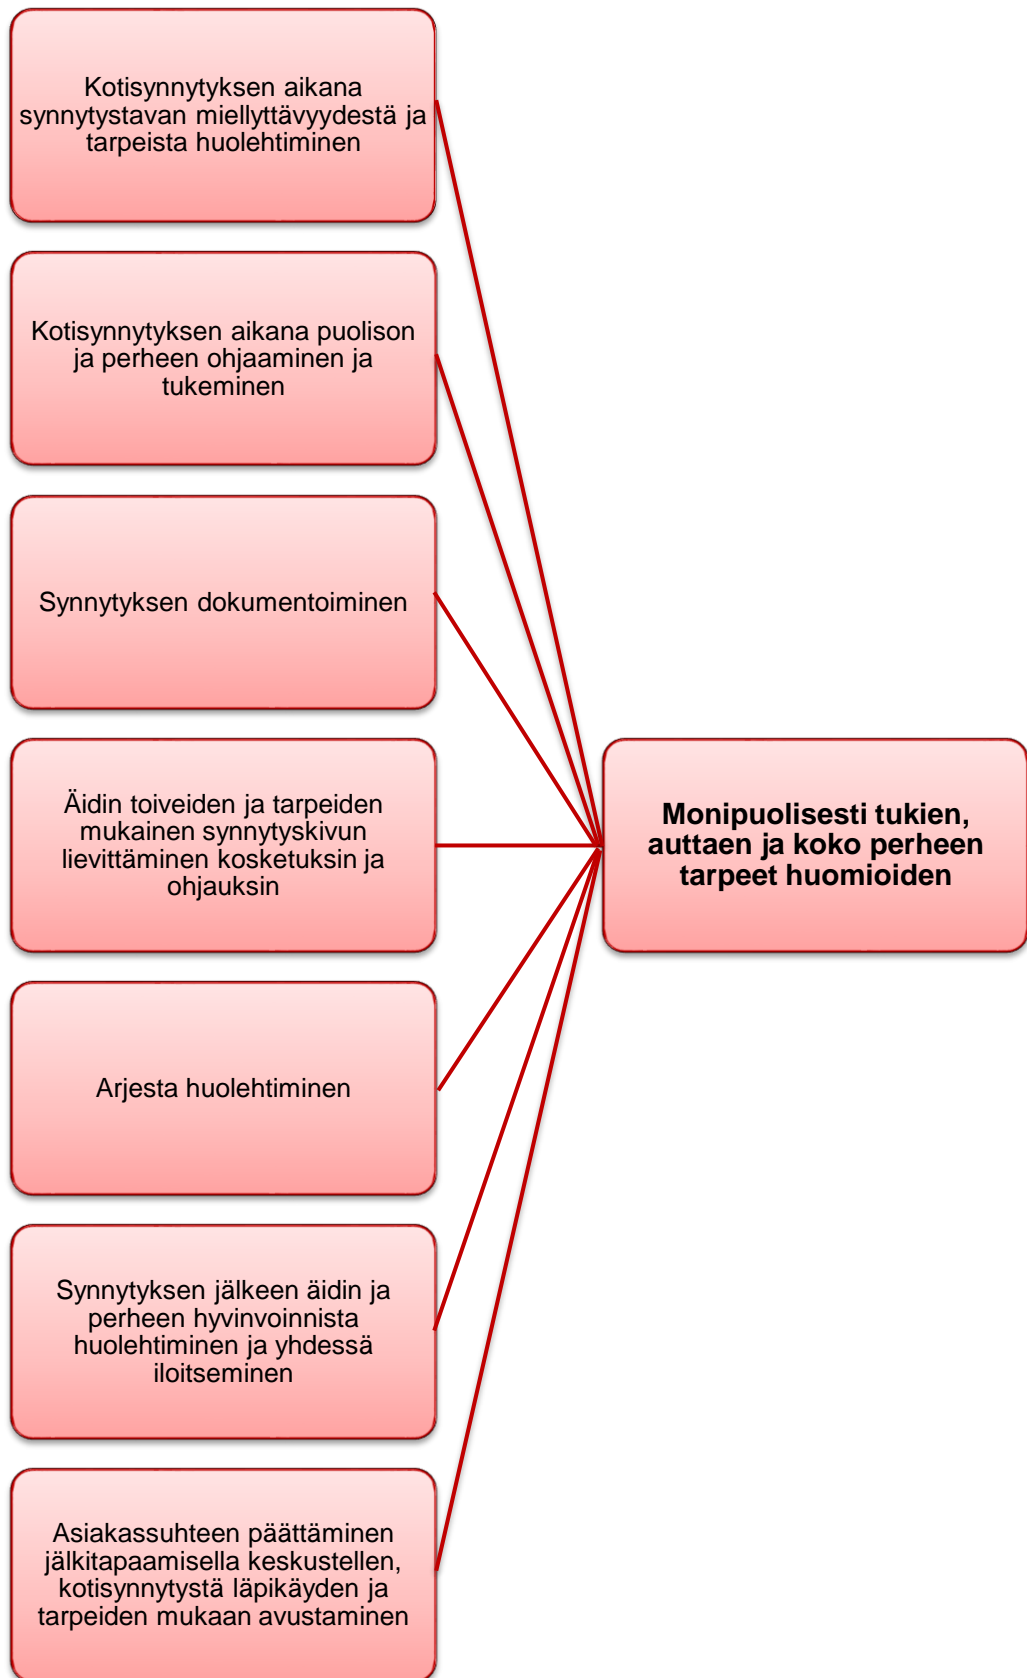 Kotisynnytyksen aikana
synnytystavan miellyttävyydestä ja
tarpeista huolehtiminen
Kotisynnytyksen aikana puolison
ja perheen ohjaaminen ja
tukeminen
Synnytyksen dokumentoiminen
Äidin toiveiden ja tarpeiden
mukainen synnytyskivun
lievittäminen kosketuksin ja
ohjauksin
Arjesta huolehtiminen
Synnytyksen jälkeen äidin ja
perheen hyvinvoinnista
huolehtiminen ja yhdessä
iloitseminen
Asiakassuhteen päättäminen
jälkitapaamisella keskustellen,
kotisynnytystä läpikäyden ja
tarpeiden mukaan avustaminen
Monipuolisesti tukien,
auttaen ja koko perheen
tarpeet huomioiden